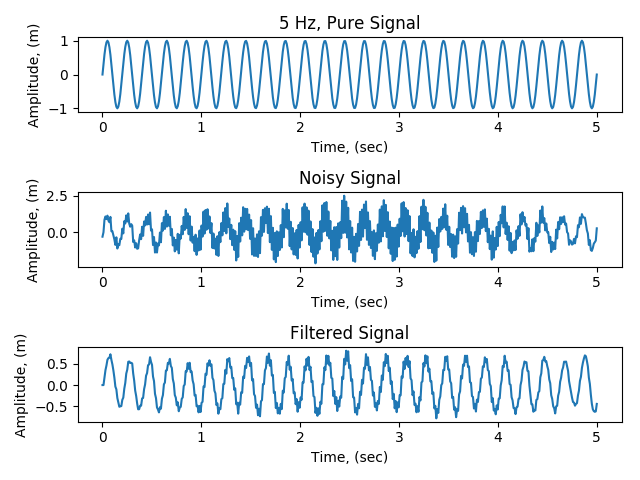 5 Hz, Pure Signal
Amplitude, (m)
1
0
−1
0 1 2 3 4 5
Time, (sec)
Noisy Signal
Amplitude, (m)
2.5
0.0
0 1 2 3 4 5
Time, (sec)
Filtered Signal
Amplitude, (m)
0.5
0.0
−0.5
0 1 2 3 4 5
Time, (sec)